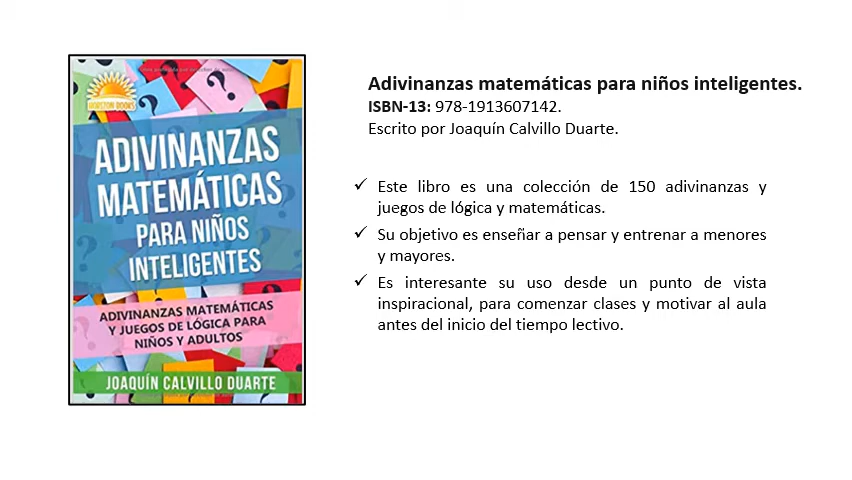 HORIZON BOOKS
ADIVINANZAS
MATEMÁTICAS
PARA NIÑOS
INTELIGENTES
ADIVINANZAS MATEMÁTICAS
Y JUEGOS DE LÓGICA PARA
NIÑOS Y ADULTOS
JOAQUÍN CALVILLO DUARTE
Adivinanzas matemáticas para niños inteligentes.
ISBN-13: 978-1913607142.
Escrito por Joaquín Calvillo Duarte.
✓ Este libro es una colección de 150 adivinanzas y
juegos de lógica y matemáticas.
✓ Su objetivo es enseñar a pensar y entrenar a menores
y mayores.
✓ Es interesante su uso desde un punto de vista
inspiracional, para comenzar clases y motivar al aula
antes del inicio del tiempo lectivo.